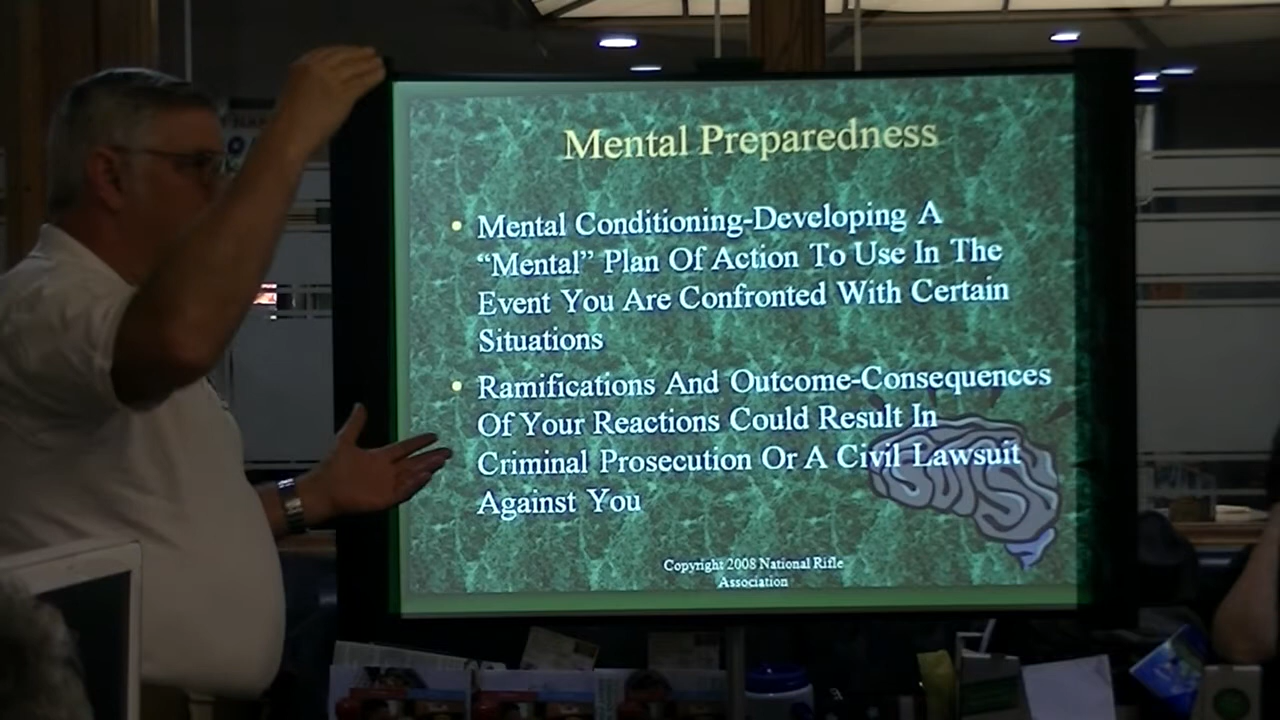 Mental Preparedness
• Mental Conditioning-Developing A
“Mental” Plan Of Action To Use In The
Event You Are Confronted With Certain
Situations
• Ramifications And Outcome-Consequences
Of Your Reactions Could Result In
Criminal Prosecution Or A Civil Lawsuit
Against You
Copyright 2008 National Rifle
Association